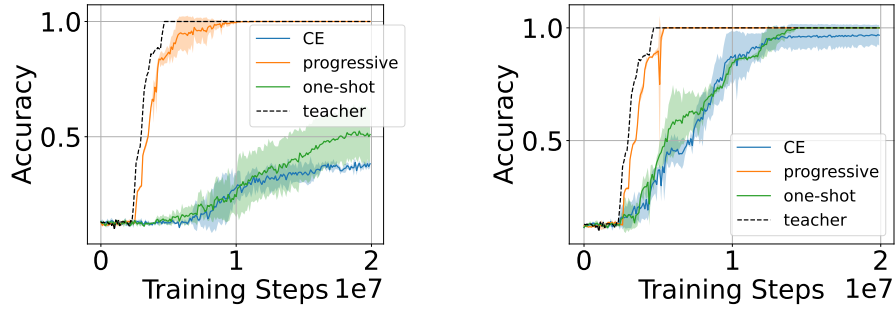 1.0
0.5
Accuracy
CE
progressive
one-shot
teacher
0
1
2
Training Steps
1e7
1.0
0.5
Accuracy
CE
progressive
one-shot
teacher
0
1
2
Training Steps
1e7